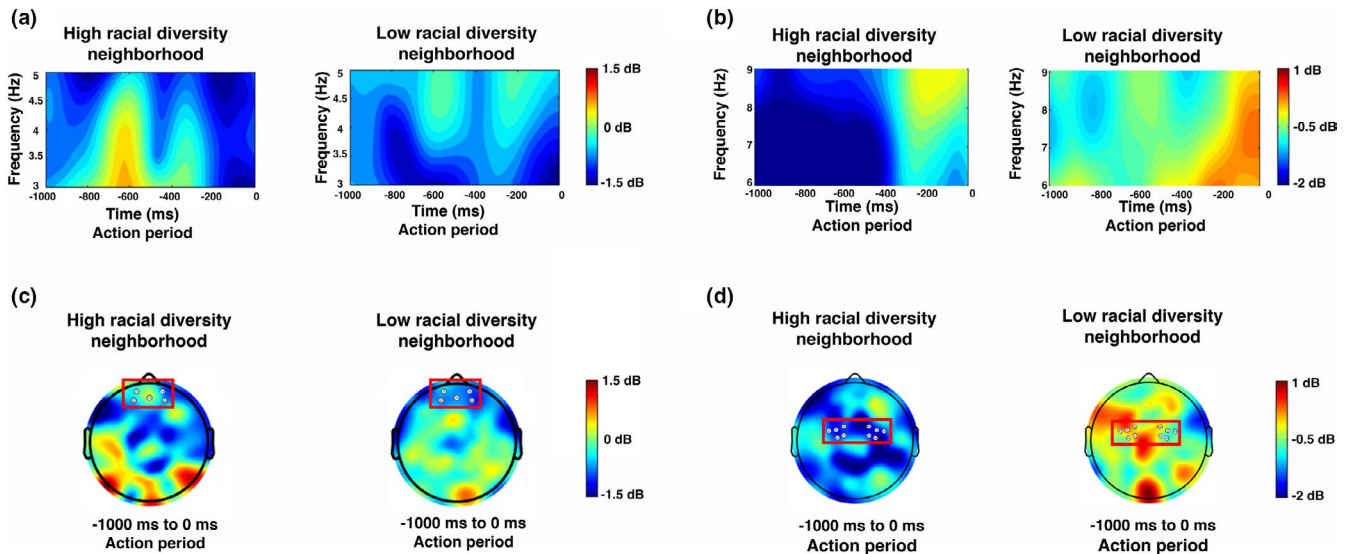 (a)
High racial diversity
neighborhood
Low racial diversity
neighborhood
Frequency (Hz)
5
4.5
4
3.5
3
-1000 -800 -600 -400 -200 0
Time (ms)
Action period
Frequency (Hz)
5
4.5
4
3.5
3
-1000 -800 -600 -400 -200 0
Time (ms)
Action period
1.5 dB
0 dB
-1.5 dB
(b)
High racial diversity
neighborhood
Low racial diversity
neighborhood
Frequency (Hz)
9
8
7
6
-1000 -800 -600 -400 -200 0
Time (ms)
Action period
Frequency (Hz)
9
8
7
6
-1000 -800 -600 -400 -200 0
Time (ms)
Action period
1 dB
-0.5 dB
-2 dB
(c)
High racial diversity
neighborhood
Low racial diversity
neighborhood
-1000 ms to 0 ms
Action period
-1000 ms to 0 ms
Action period
1.5 dB
0 dB
-1.5 dB
(d)
High racial diversity
neighborhood
Low racial diversity
neighborhood
-1000 ms to 0 ms
Action period
-1000 ms to 0 ms
Action period
1 dB
-0.5 dB
-2 dB